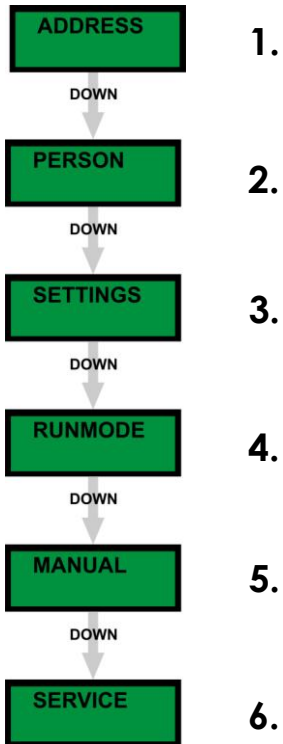 ADDRESS 1.
DOWN
PERSON 2.
DOWN
SETTINGS 3.
DOWN
RUNMODE 4.
DOWN
MANUAL 5.
DOWN
SERVICE 6.